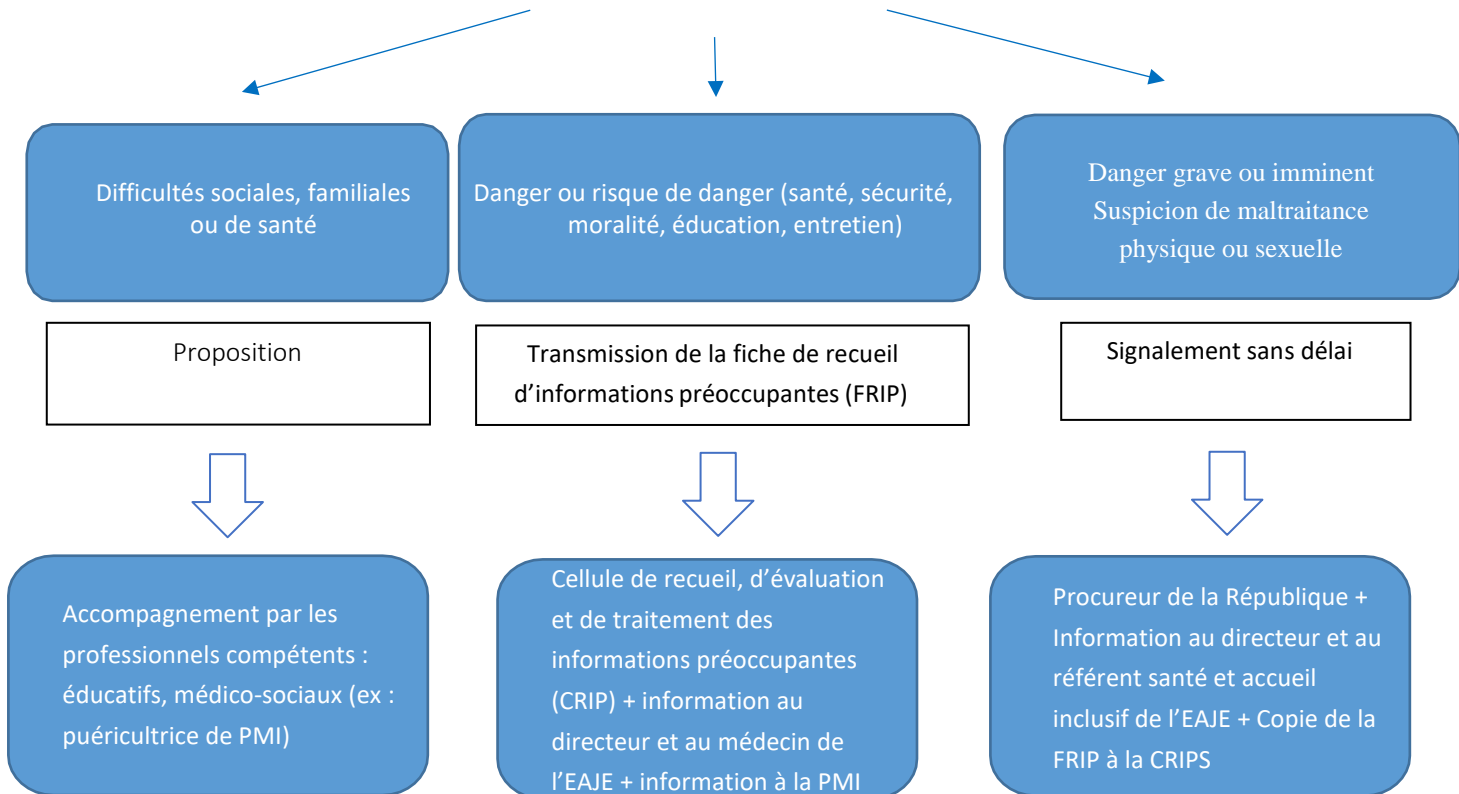 Difficultés sociales, familiales
ou de santé
Danger ou risque de danger (santé, sécurité,
moralité, éducation, entretien)
Danger grave ou imminent
Suspicion de maltraitance
physique ou sexuelle
Proposition
Transmission de la fiche de recueil
d’informations préoccupantes (FRIP)
Signalement sans délai
Accompagnement par les
professionnels compétents :
éducatifs, médico-sociaux (ex :
puéricultrice de PMI)
Cellule de recueil, d’évaluation
et de traitement des
informations préoccupantes
(CRIP) + information au
directeur et au médecin de
l’EAJE + information à la PMI
Procureur de la République +
Information au directeur et au
référent santé et accueil
inclusif de l’EAJE + Copie de la
FRIP à la CRIPS